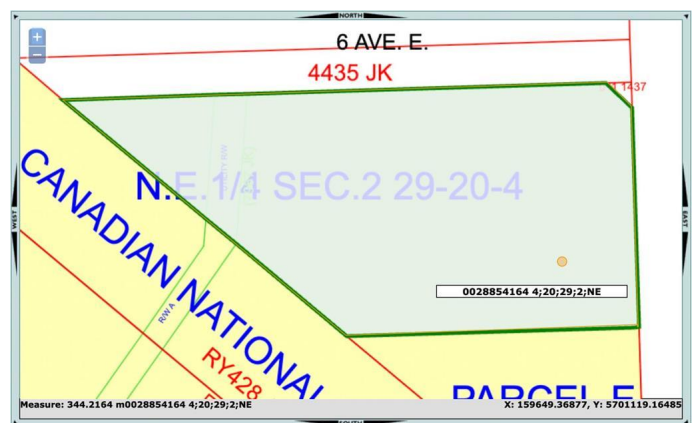 NORTH
+
−
6 AVE. E.
4435 JK
1437
N.E.1/4 SEC.2 29-20-4
UTILITY R/W
CANADIAN NATIONAL
WEST
EAST
0028854164 4;20;29;2;NE
R/W A
RY428
PARCEL F
Measure: 344.2164 m0028854164 4;20;29;2;NE
X: 159649.36877, Y: 5701119.16485
SOUTH